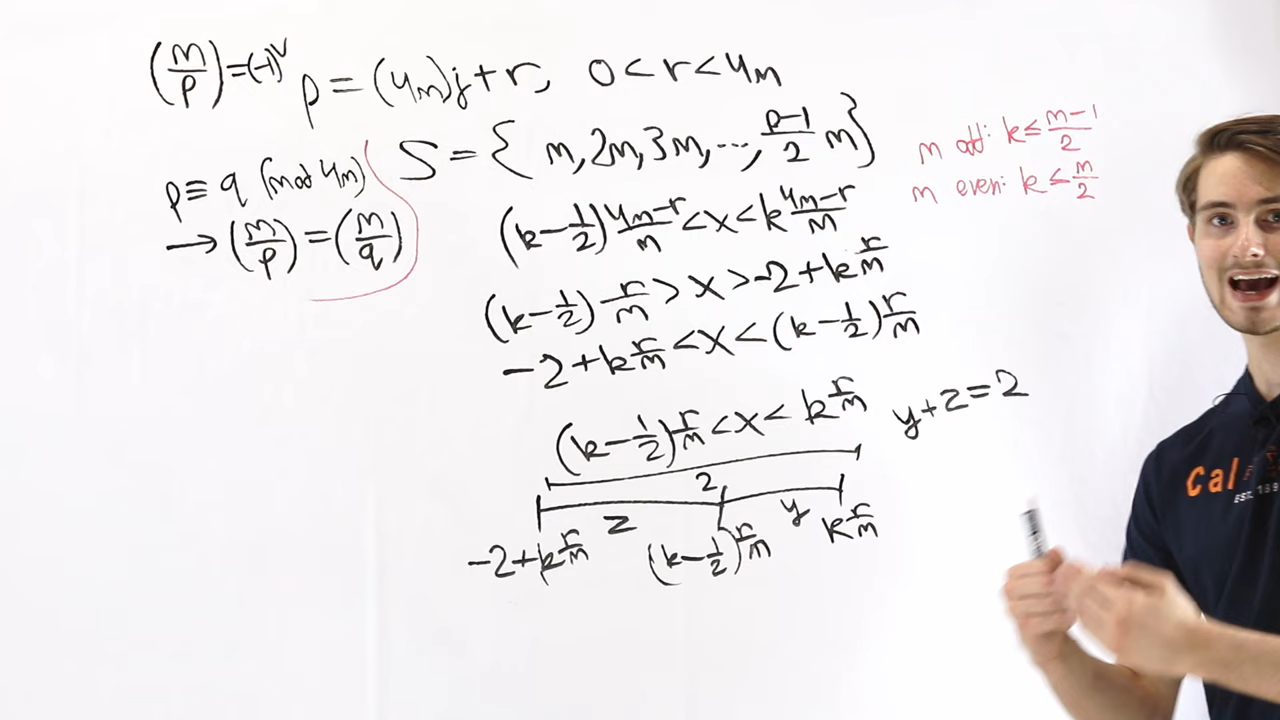 (m/p) = (-1)^v
p = (4m)j + r, 0 < r < 4m
S = { m, 2m, 3m, ..., p-1/2 m}
p ≡ q (mod 4m)
→ (m/p) = (m/q)
m odd: k ≤ m-1/2
m even: k ≤ m/2
(k - 1/2) 4m-r/m < x < k 4m-r/m
(k - 1/2) - r/m > x > -2 + k r/m
-2 + k r/m < x < (k - 1/2) r/m
(k - 1/2) r/m < x < k r/m
y + z = 2
2
z
y
-2 + k r/m
(k - 1/2) r/m
k r/m
Cal